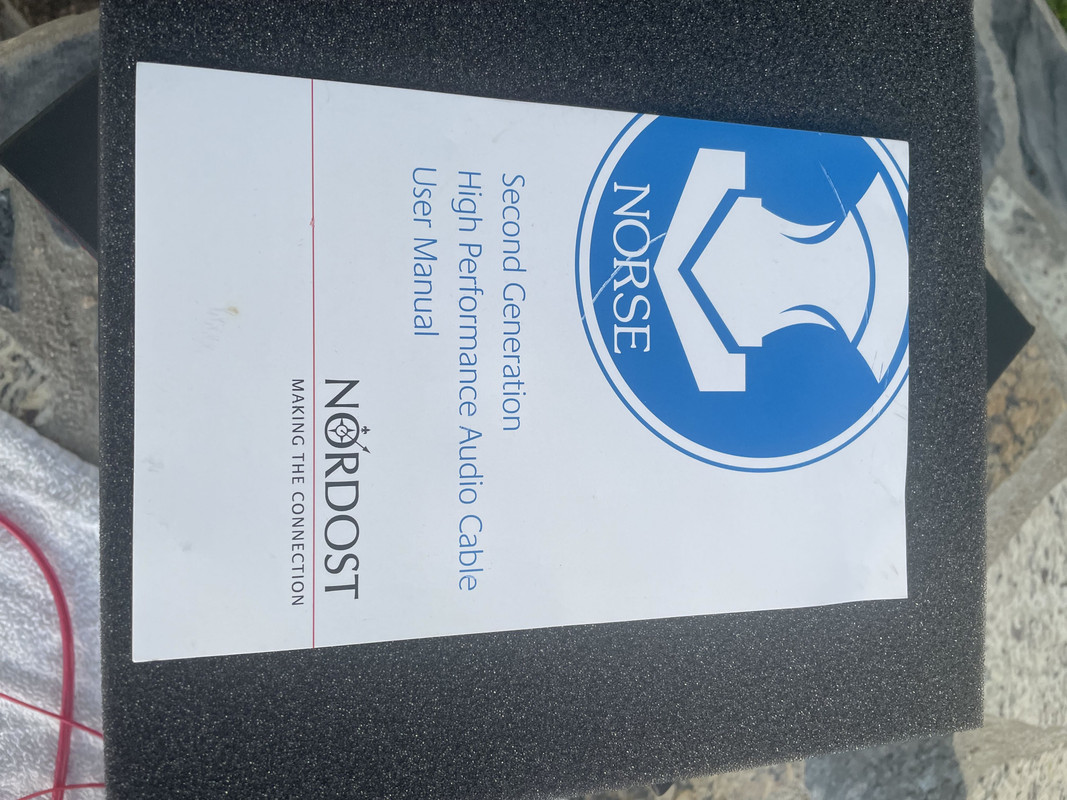 NORSE
Second Generation
High Performance Audio Cable
User Manual
NORDOST
MAKING THE CONNECTION